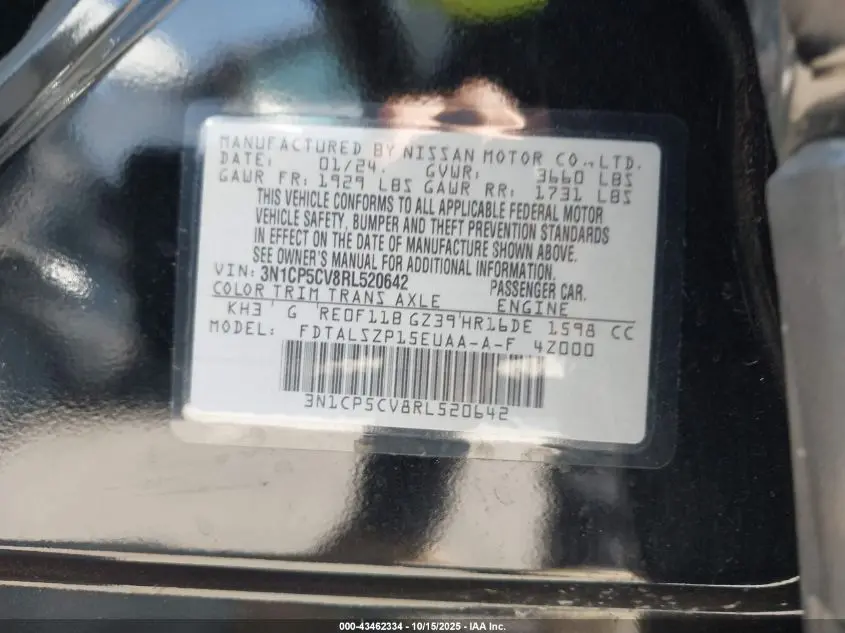 MANUFACTURED BY NISSAN MOTOR CO.,LTD.
DATE: 01/24. GVWR: 3660 LBS
GAWR FR: 1929 LBS GAWR RR: 1731 LBS
THIS VEHICLE CONFORMS TO ALL APPLICABLE FEDERAL MOTOR
VEHICLE SAFETY, BUMPER AND THEFT PREVENTION STANDARDS
IN EFFECT ON THE DATE OF MANUFACTURE SHOWN ABOVE.
SEE OWNER'S MANUAL FOR ADDITIONAL INFORMATION.
VIN: 3N1CP5CV8RL520642 PASSENGER CAR.
COLOR TRIM TRANS AXLE ENGINE
KH3 G RE0F11B GZ39 HR16DE 1598 CC
MODEL: FDTALSZP15EUAA-A-F 4Z000
3N1CP5CV8RL520642
000-43462334 - 10/15/2025 - IAA Inc.